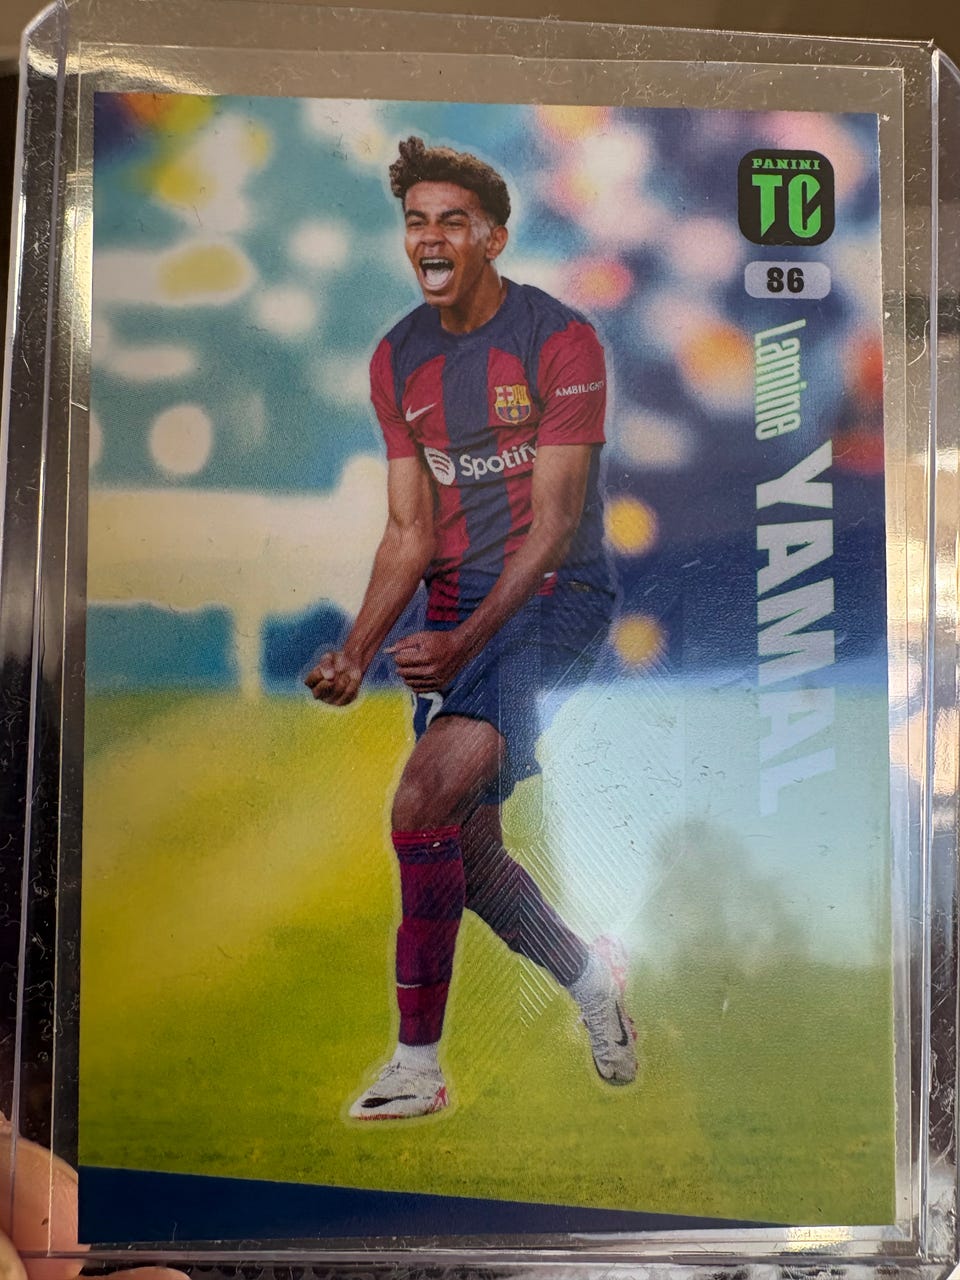 PANINI
TC
86
Lamine YAMAL
AMBILIGHT
Spotify